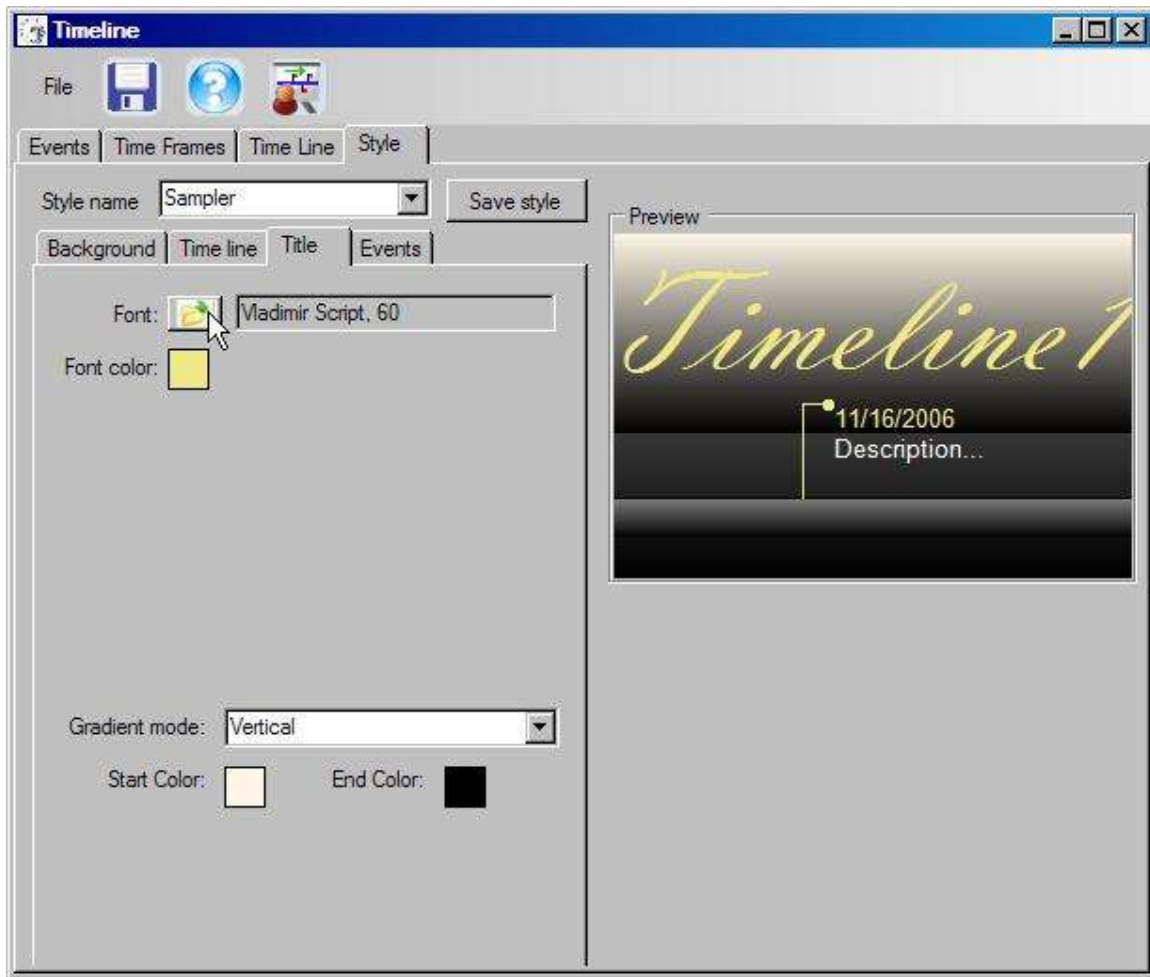 Timeline
File
Events Time Frames Time Line Style
Style name Sampler Save style
Background Time line Title Events
Font: Vladimir Script, 60
Font color:
Gradient mode: Vertical
Start Color: End Color:
Preview
Timeline1
11/16/2006
Description...